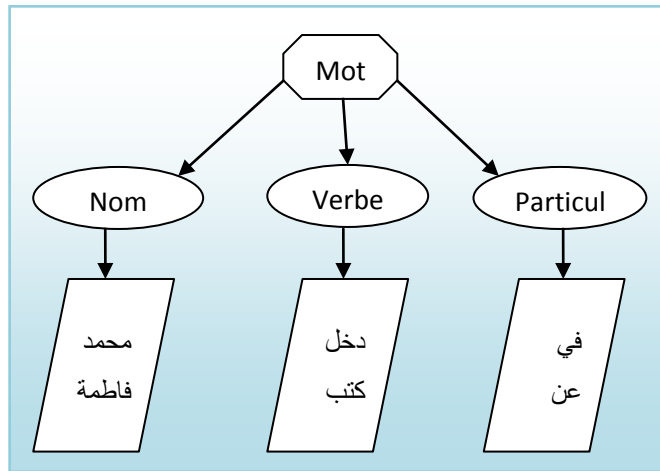 Mot
Nom
Verbe
Particul
محمد
فاطمة
دخل
كتب
في
عن